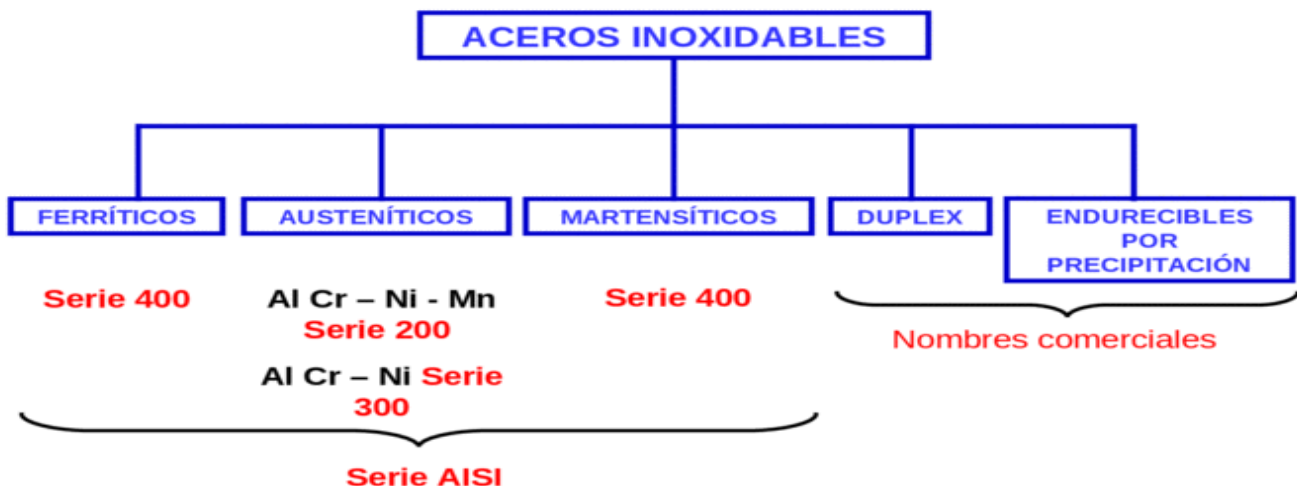 ACEROS INOXIDABLES
FERRÍTICOS
AUSTENÍTICOS
MARTENSÍTICOS
DUPLEX
ENDURECIBLES
POR
PRECIPITACIÓN
Serie 400
Al Cr – Ni - Mn
Serie 200
Al Cr – Ni Serie
300
Serie 400
Nombres comerciales
Serie AISI